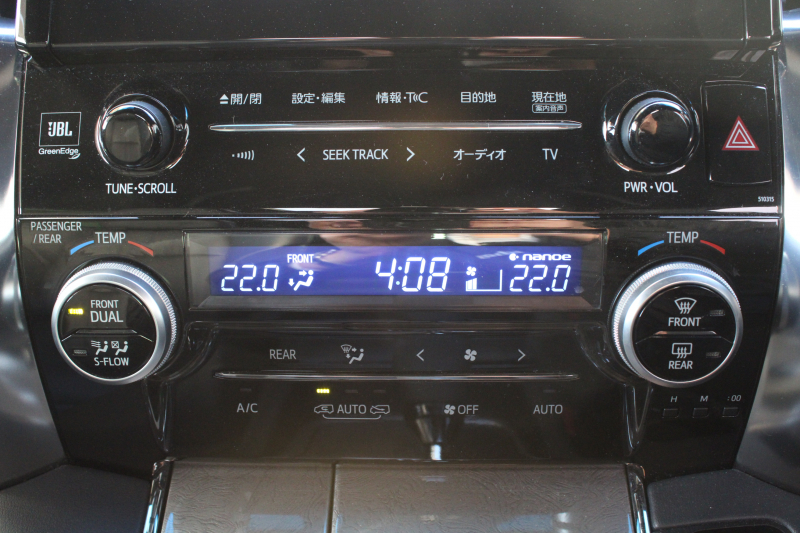 ⏏開/閉 設定・編集 情報・T)C 目的地 現在地
案内音声
JBL
GreenEdge
< SEEK TRACK > オーディオ TV
TUNE・SCROLL PWR・VOL
510315
PASSENGER
/ REAR
TEMP TEMP
nanoe
FRONT
22.0 4:08 22.0
FRONT
DUAL
S-FLOW
FRONT
REAR
REAR < >
A/C AUTO OFF AUTO
H M :00